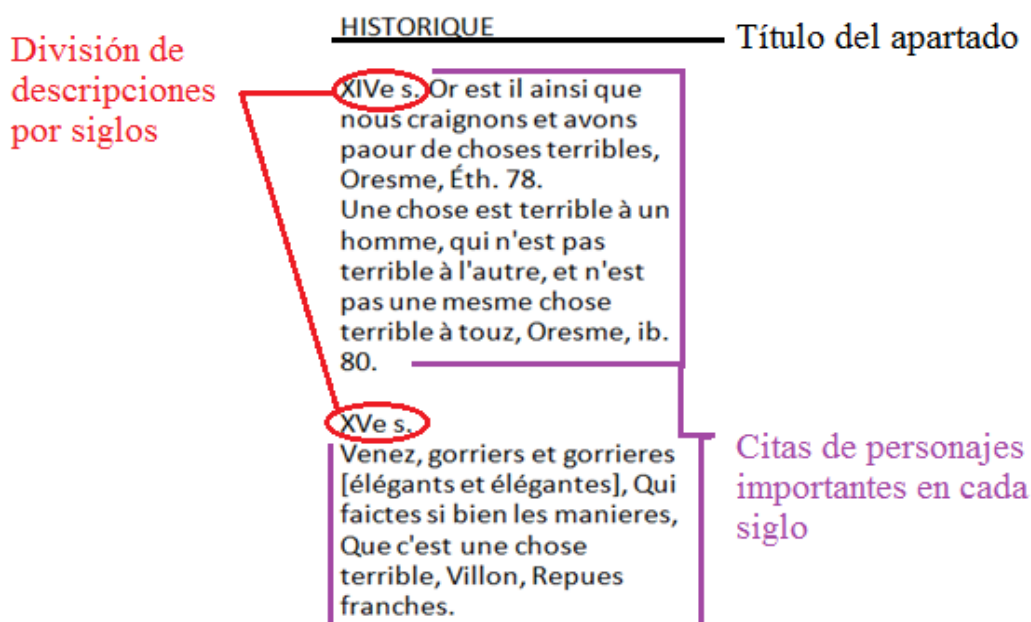 HISTORIQUE
Título del apartado
División de
descripciones
por siglos
XIVe s. Or est il ainsi que
nous craignons et avons
paour de choses terribles,
Oresme, Éth. 78.
Une chose est terrible à un
homme, qui n'est pas
terrible à l'autre, et n'est
pas une mesme chose
terrible à touz, Oresme, ib.
80.
XVe s.
Venez, gorriers et gorrieres
[élégants et élégantes], Qui
faictes si bien les manieres,
Que c'est une chose
terrible, Villon, Repues
franches.
Citas de personajes
importantes en cada
siglo